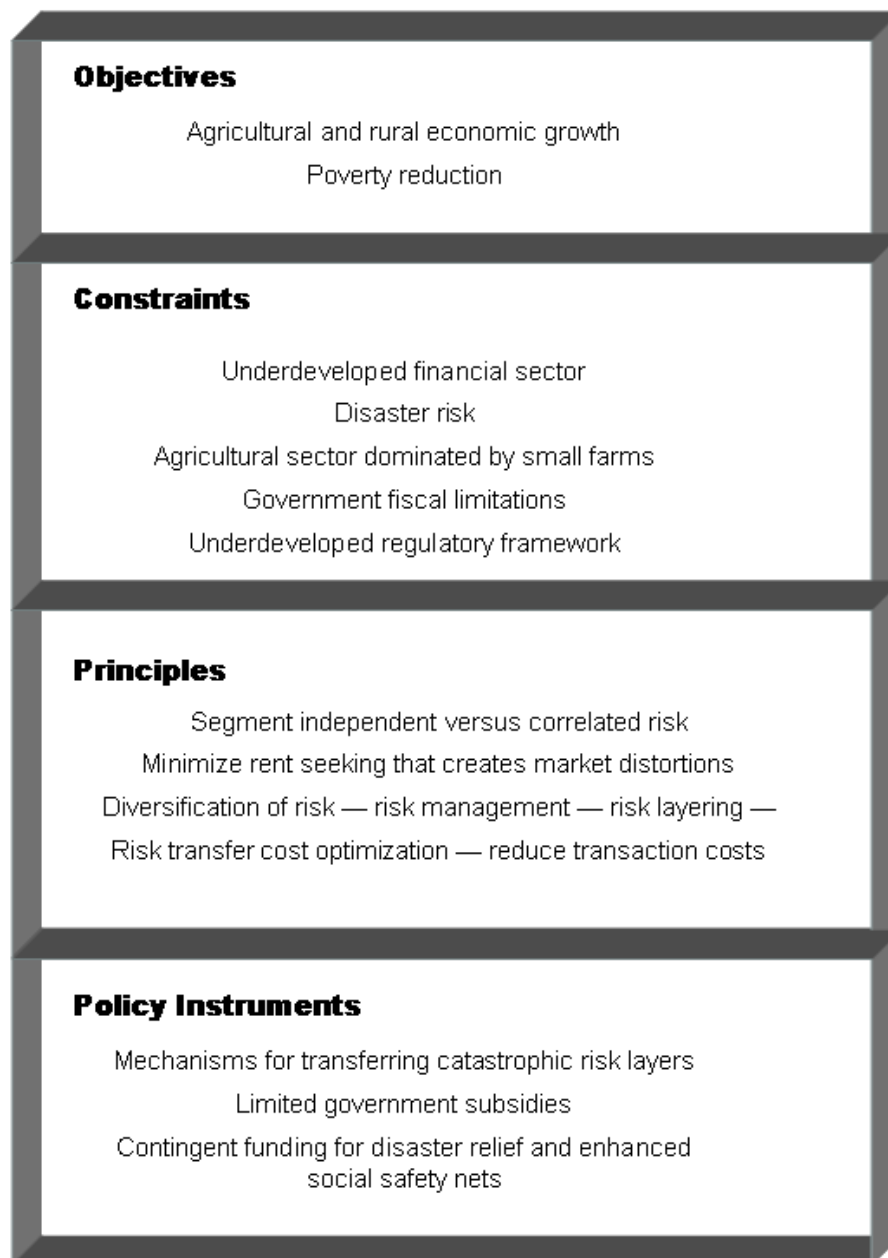 Objectives
Agricultural and rural economic growth
Poverty reduction
Constraints
Underdeveloped financial sector
Disaster risk
Agricultural sector dominated by small farms
Government fiscal limitations
Underdeveloped regulatory framework
Principles
Segment independent versus correlated risk
Minimize rent seeking that creates market distortions
Diversification of risk — risk management — risk layering —
Risk transfer cost optimization — reduce transaction costs
Policy Instruments
Mechanisms for transferring catastrophic risk layers
Limited government subsidies
Contingent funding for disaster relief and enhanced
social safety nets